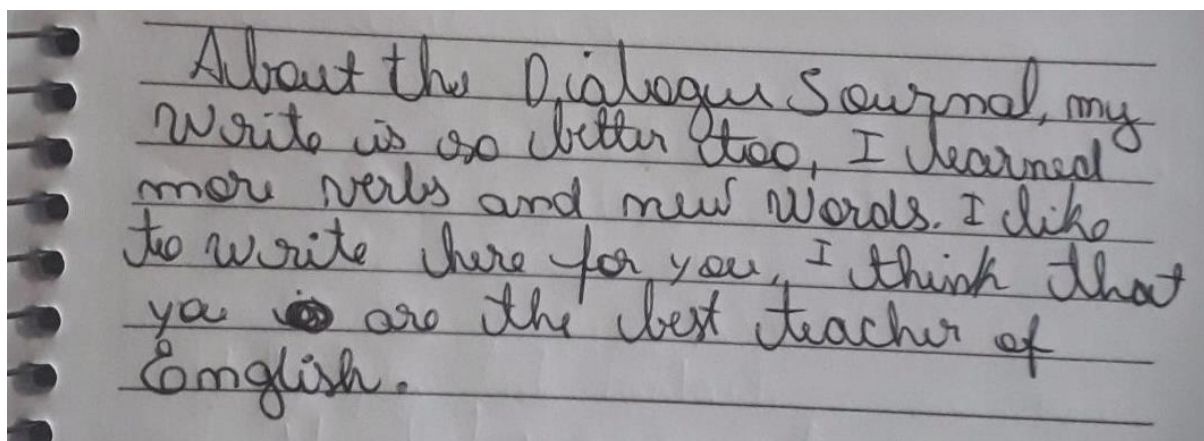 About the Dialogue Journal, my
write is so better too, I learned
more verbs and new words. I like
to write here for you, I think that
you are the best teacher of
English.